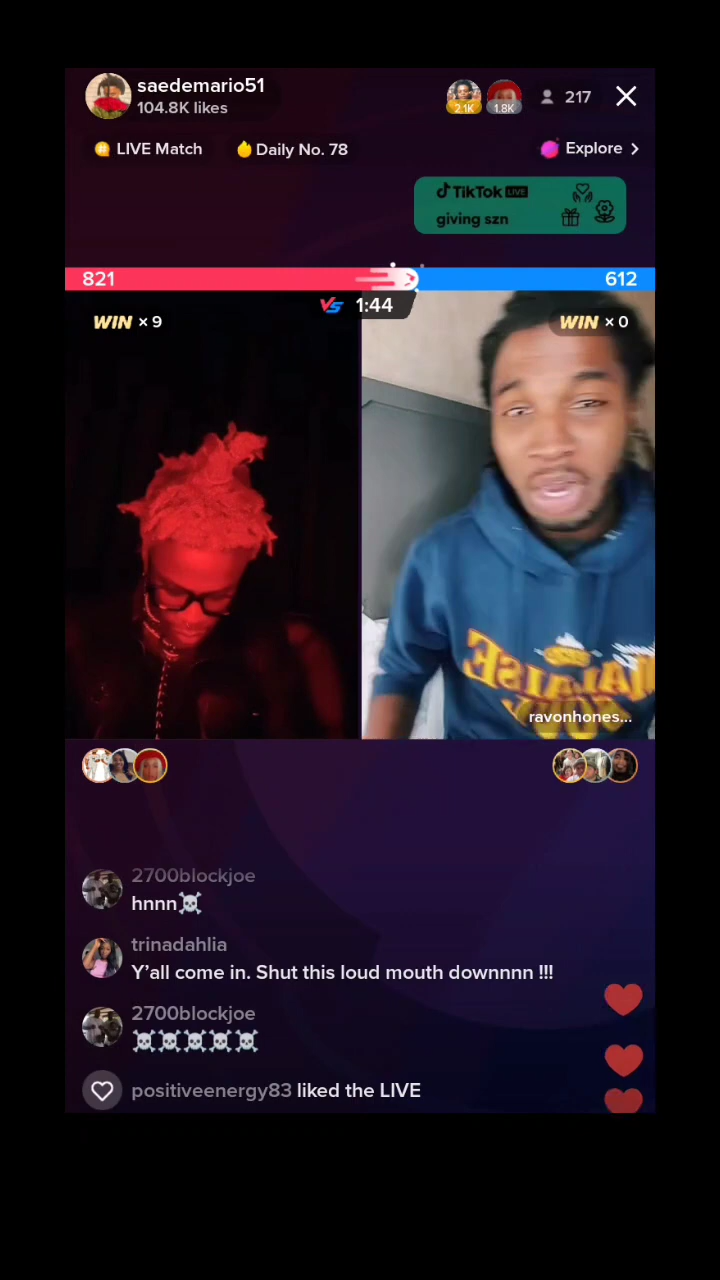 saedemario51
104.8K likes
2.1K
1.8K
217
LIVE Match
Daily No. 78
Explore
TikTok LIVE
giving szn
821
612
VS 1:44
WIN × 9
WIN × 0
ravonhones...
2700blockjoe
hnnn☠️
trinadahlia
Y’all come in. Shut this loud mouth downnnn !!!
2700blockjoe
☠️☠️☠️☠️☠️
positiveenergy83 liked the LIVE